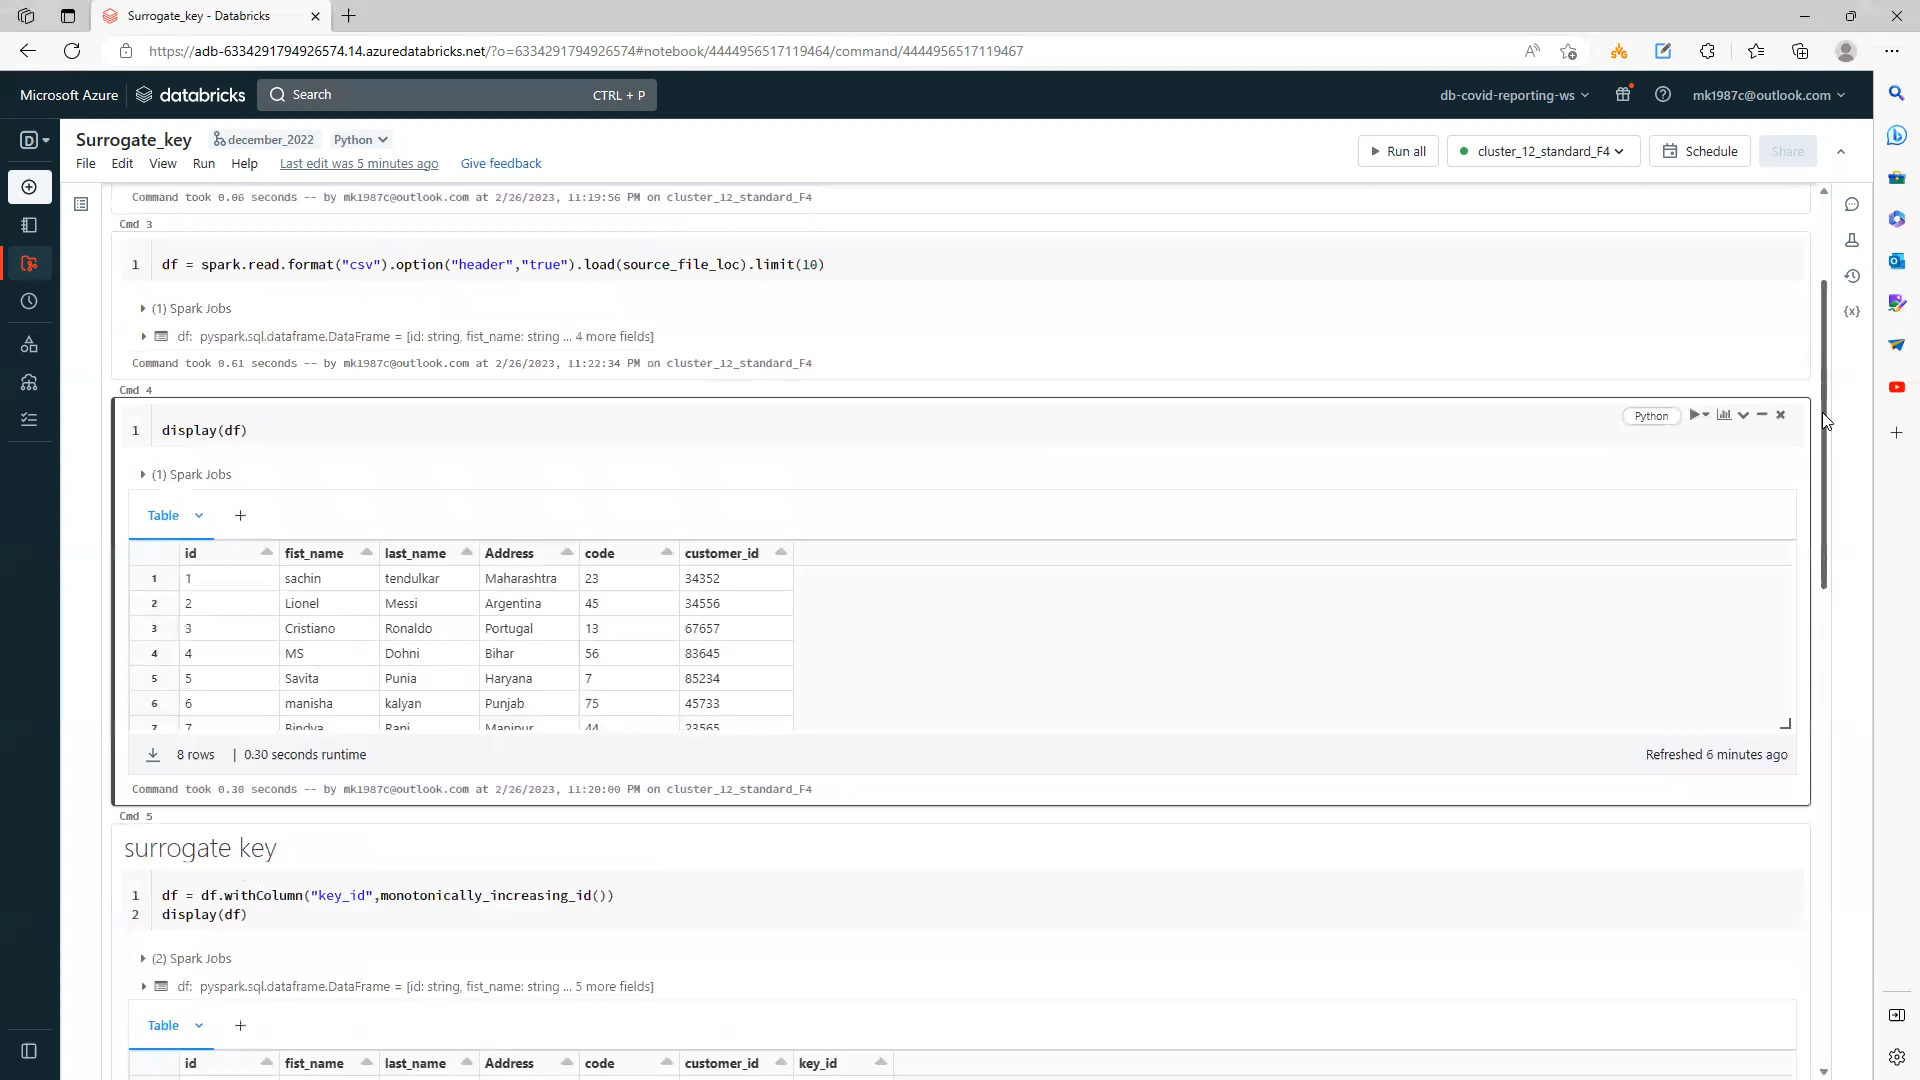 Surrogate_key - Databricks
https://adb-6334291794926574.14.azuredatabricks.net/?o=6334291794926574#notebook/4444956517119464/command/4444956517119467
Microsoft Azure
databricks
Search
CTRL + P
db-covid-reporting-ws
mk1987c@outlook.com
Surrogate_key
december_2022
Python
File
Edit
View
Run
Help
Last edit was 5 minutes ago
Give feedback
Run all
cluster_12_standard_F4
Schedule
Share
Command took 0.06 seconds -- by mk1987c@outlook.com at 2/26/2023, 11:19:56 PM on cluster_12_standard_F4
Cmd 3
1 df = spark.read.format("csv").option("header","true").load(source_file_loc).limit(10)
(1) Spark Jobs
df: pyspark.sql.dataframe.DataFrame = [id: string, fist_name: string ... 4 more fields]
Command took 0.61 seconds -- by mk1987c@outlook.com at 2/26/2023, 11:22:34 PM on cluster_12_standard_F4
Cmd 4
Python
1 display(df)
(1) Spark Jobs
Table
id fist_name last_name Address code customer_id
1 1 sachin tendulkar Maharashtra 23 34352
2 2 Lionel Messi Argentina 45 34556
3 3 Cristiano Ronaldo Portugal 13 67657
4 4 MS Dohni Bihar 56 83645
5 5 Savita Punia Haryana 7 85234
6 6 manisha kalyan Punjab 75 45733
7 7 Bindya Rani Manipur 44 23565
8 rows | 0.30 seconds runtime
Refreshed 6 minutes ago
Command took 0.30 seconds -- by mk1987c@outlook.com at 2/26/2023, 11:20:00 PM on cluster_12_standard_F4
Cmd 5
surrogate key
1 df = df.withColumn("key_id",monotonically_increasing_id())
2 display(df)
(2) Spark Jobs
df: pyspark.sql.dataframe.DataFrame = [id: string, fist_name: string ... 5 more fields]
Table
id fist_name last_name Address code customer_id key_id